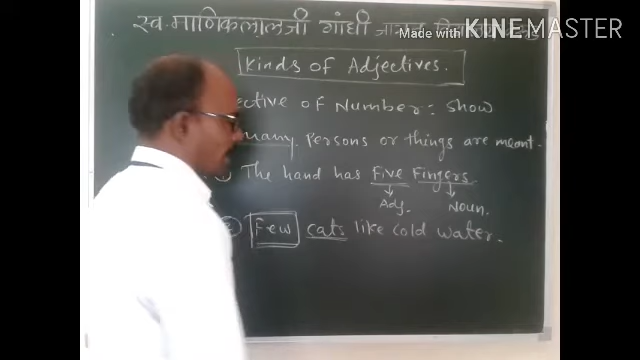 स्व. माणिकलालजी गांधी
Made with KINEMASTER
Kinds of Adjectives.
ective of Number: Show
many Persons or things are meant.
The hand has Five Fingers
Adj. Noun.
Few cats like cold water.